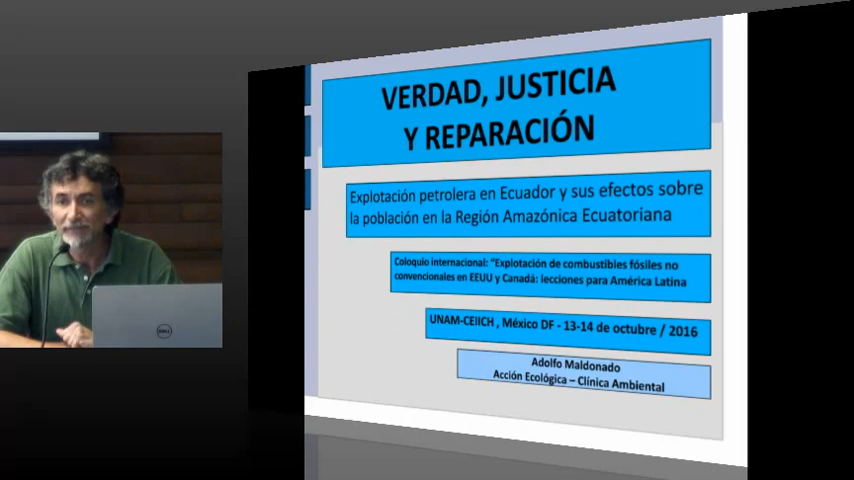 VERDAD, JUSTICIA
Y REPARACIÓN
Explotación petrolera en Ecuador y sus efectos sobre
la población en la Región Amazónica Ecuatoriana
Coloquio internacional: "Explotación de combustibles fósiles no
convencionales en EEUU y Canadá: lecciones para América Latina
UNAM-CEIICH , México DF - 13-14 de octubre / 2016
Adolfo Maldonado
Acción Ecológica – Clínica Ambiental
DELL